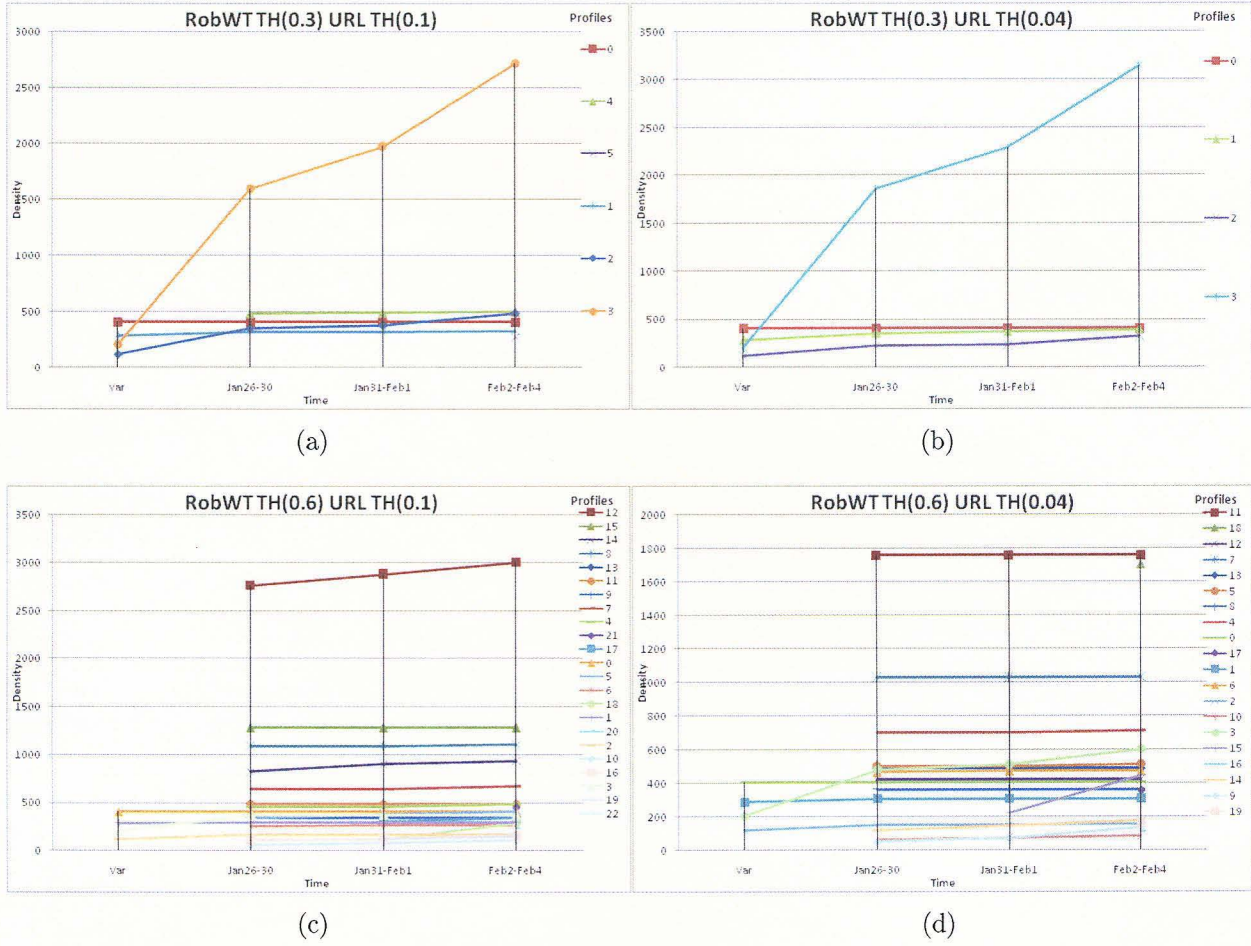 RobWT TH(0.3) URL TH(0.1)
Profiles
3000
2500
2000
1500
1000
500
0
Density
Var
Jan26-30
Jan31-Feb1
Feb2-Feb4
Time
0
4
5
1
2
3
(a)
RobWT TH(0.3) URL TH(0.04)
Profiles
3500
3000
2500
2000
1500
1000
500
0
Density
Var
Jan26-30
Jan31-Feb1
Feb2-Feb4
Time
0
1
2
3
(b)
RobWT TH(0.6) URL TH(0.1)
Profiles
3500
3000
2500
2000
1500
1000
500
0
Density
Var
Jan26-30
Jan31-Feb1
Feb2-Feb4
Time
12
15
14
8
13
11
9
7
4
21
17
0
5
6
18
1
20
2
10
16
3
19
22
(c)
RobWT TH(0.6) URL TH(0.04)
Profiles
2000
1800
1600
1400
1200
1000
800
600
400
200
0
Density
Var
Jan26-30
Jan31-Feb1
Feb2-Feb4
Time
11
18
12
7
13
5
8
4
0
17
1
6
2
10
3
15
16
14
9
19
(d)